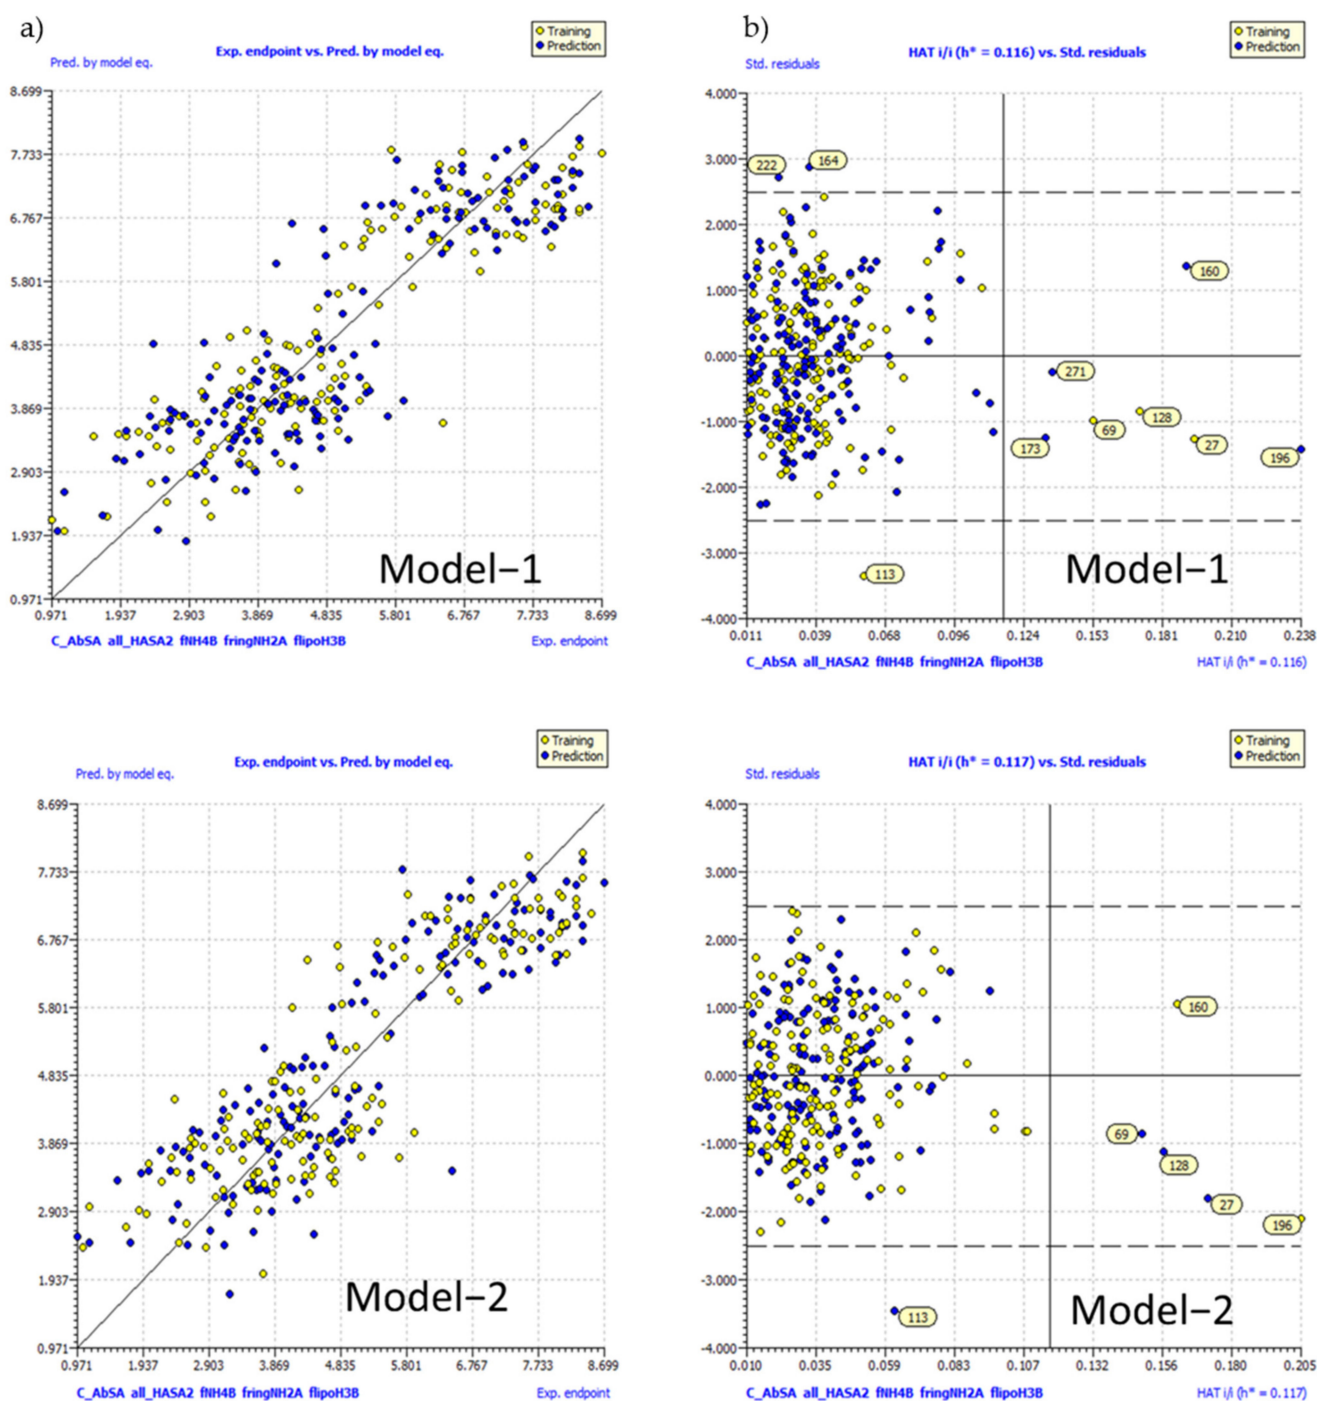 a)
Exp. endpoint vs. Pred. by model eq.
Training
Prediction
Pred. by model eq.
8.699
7.733
6.767
5.801
4.835
3.869
2.903
1.937
0.971
Model−1
0.971 1.937 2.903 3.869 4.835 5.801 6.767 7.733 8.699
C_AbSA all_HASA2 fNH4B fringNH2A flipoH3B
Exp. endpoint
b)
HAT i/i (h* = 0.116) vs. Std. residuals
Training
Prediction
Std. residuals
4.000
3.000
2.000
1.000
0.000
-1.000
-2.000
-3.000
-4.000
222
164
160
271
128
69
173
27
196
113
Model−1
0.011 0.039 0.068 0.096 0.124 0.153 0.181 0.210 0.238
C_AbSA all_HASA2 fNH4B fringNH2A flipoH3B
HAT i/i (h* = 0.116)
Exp. endpoint vs. Pred. by model eq.
Training
Prediction
Pred. by model eq.
8.699
7.733
6.767
5.801
4.835
3.869
2.903
1.937
0.971
Model−2
0.971 1.937 2.903 3.869 4.835 5.801 6.767 7.733 8.699
C_AbSA all_HASA2 fNH4B fringNH2A flipoH3B
Exp. endpoint
HAT i/i (h* = 0.117) vs. Std. residuals
Training
Prediction
Std. residuals
4.000
3.000
2.000
1.000
0.000
-1.000
-2.000
-3.000
-4.000
160
69
128
27
196
113
Model−2
0.010 0.035 0.059 0.083 0.107 0.132 0.156 0.180 0.205
C_AbSA all_HASA2 fNH4B fringNH2A flipoH3B
HAT i/i (h* = 0.117)